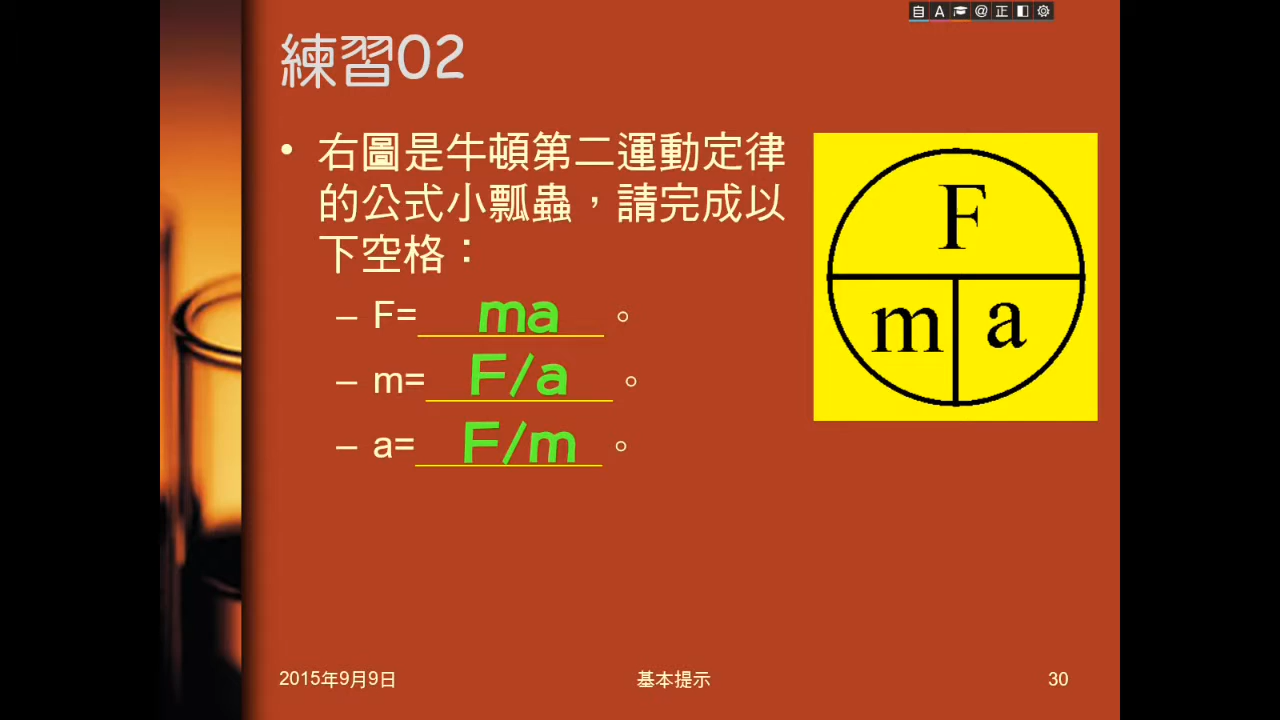 自 A @ 正
練習02
• 右圖是牛頓第二運動定律
的公式小瓢蟲，請完成以
下空格：
– F= ma 。
– m= F/a 。
– a= F/m 。
F
m a
2015年9月9日 基本提示 30